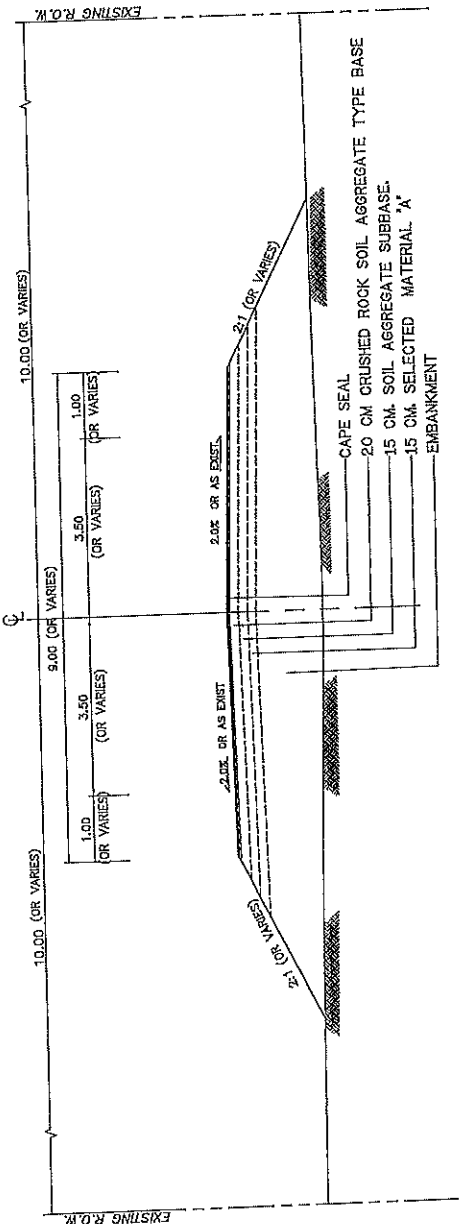 EXISTING R.O.W.
EXISTING R.O.W.
℄
10.00 (OR VARIES)
10.00 (OR VARIES)
9.00 (OR VARIES)
1.00
(OR VARIES)
3.50
(OR VARIES)
3.50
(OR VARIES)
1.00
(OR VARIES)
2.0% OR AS EXIST
2.0% OR AS EXIST
2:1 (OR VARIES)
2:1 (OR VARIES)
CAPE SEAL
20 CM CRUSHED ROCK SOIL AGGREGATE TYPE BASE
15 CM. SOIL AGGREGATE SUBBASE.
15 CM. SELECTED MATERIAL "A"
EMBANKMENT